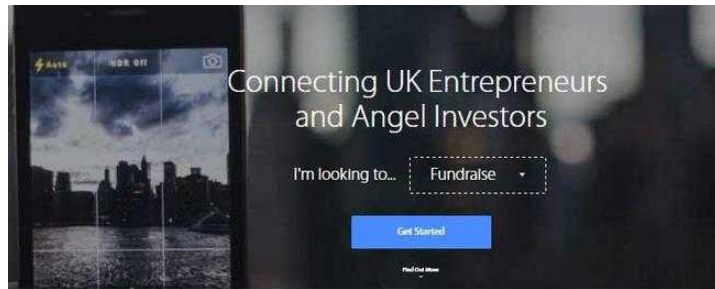 Auto
HDR Off
Connecting UK Entrepreneurs
and Angel Investors
I'm looking to... Fundraise
Get Started
Find Out More